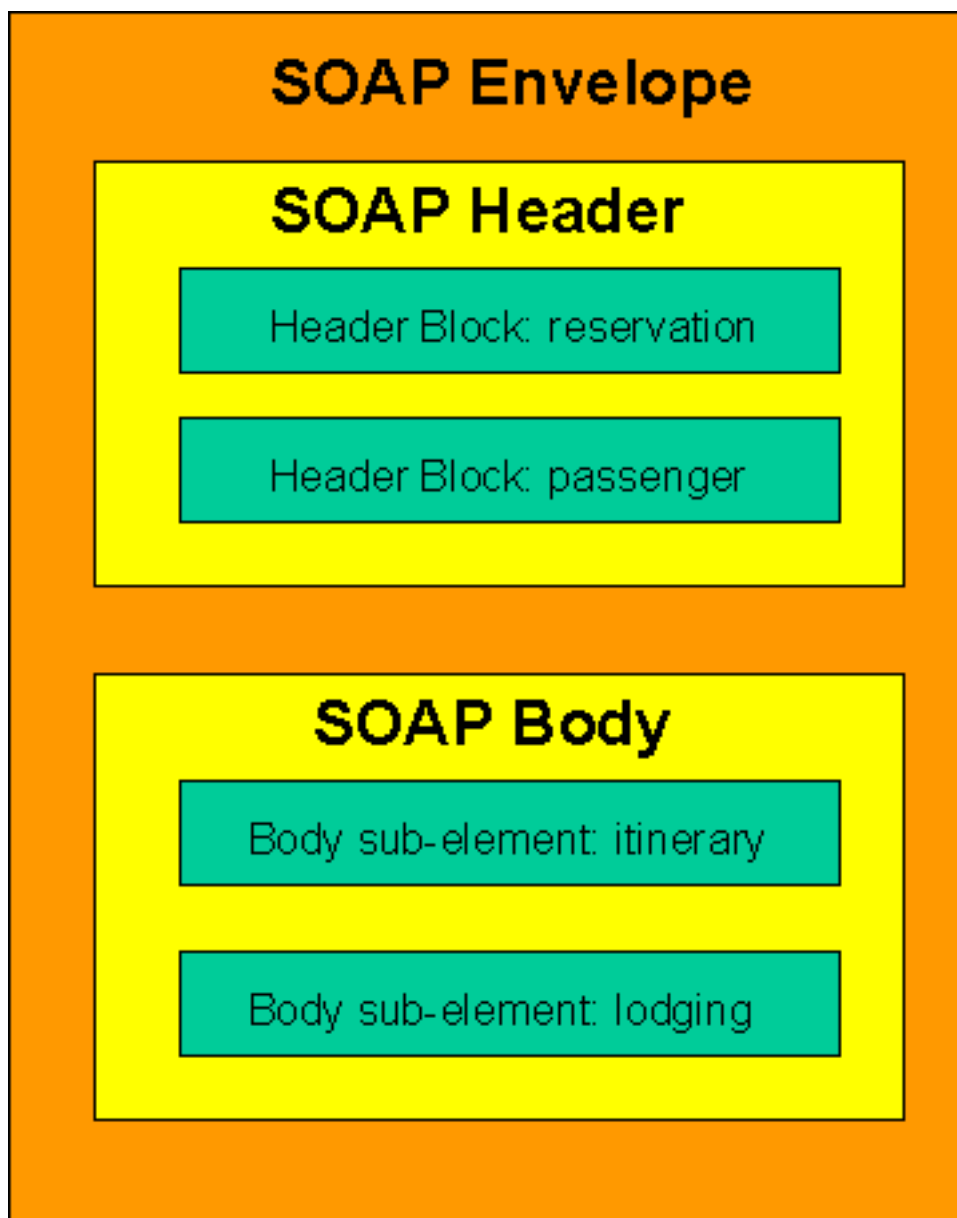 SOAP Envelope
SOAP Header
Header Block: reservation
Header Block: passenger
SOAP Body
Body sub-element: itinerary
Body sub-element: lodging